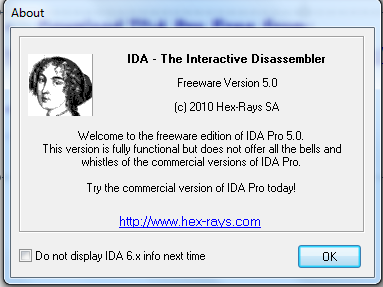 About
IDA - The Interactive Disassembler
Freeware Version 5.0
(c) 2010 Hex-Rays SA
Welcome to the freeware edition of IDA Pro 5.0.
This version is fully functional but does not offer all the bells and
whistles of the commercial versions of IDA Pro.
Try the commercial version of IDA Pro today!
http://www.hex-rays.com
Do not display IDA 6.x info next time
OK